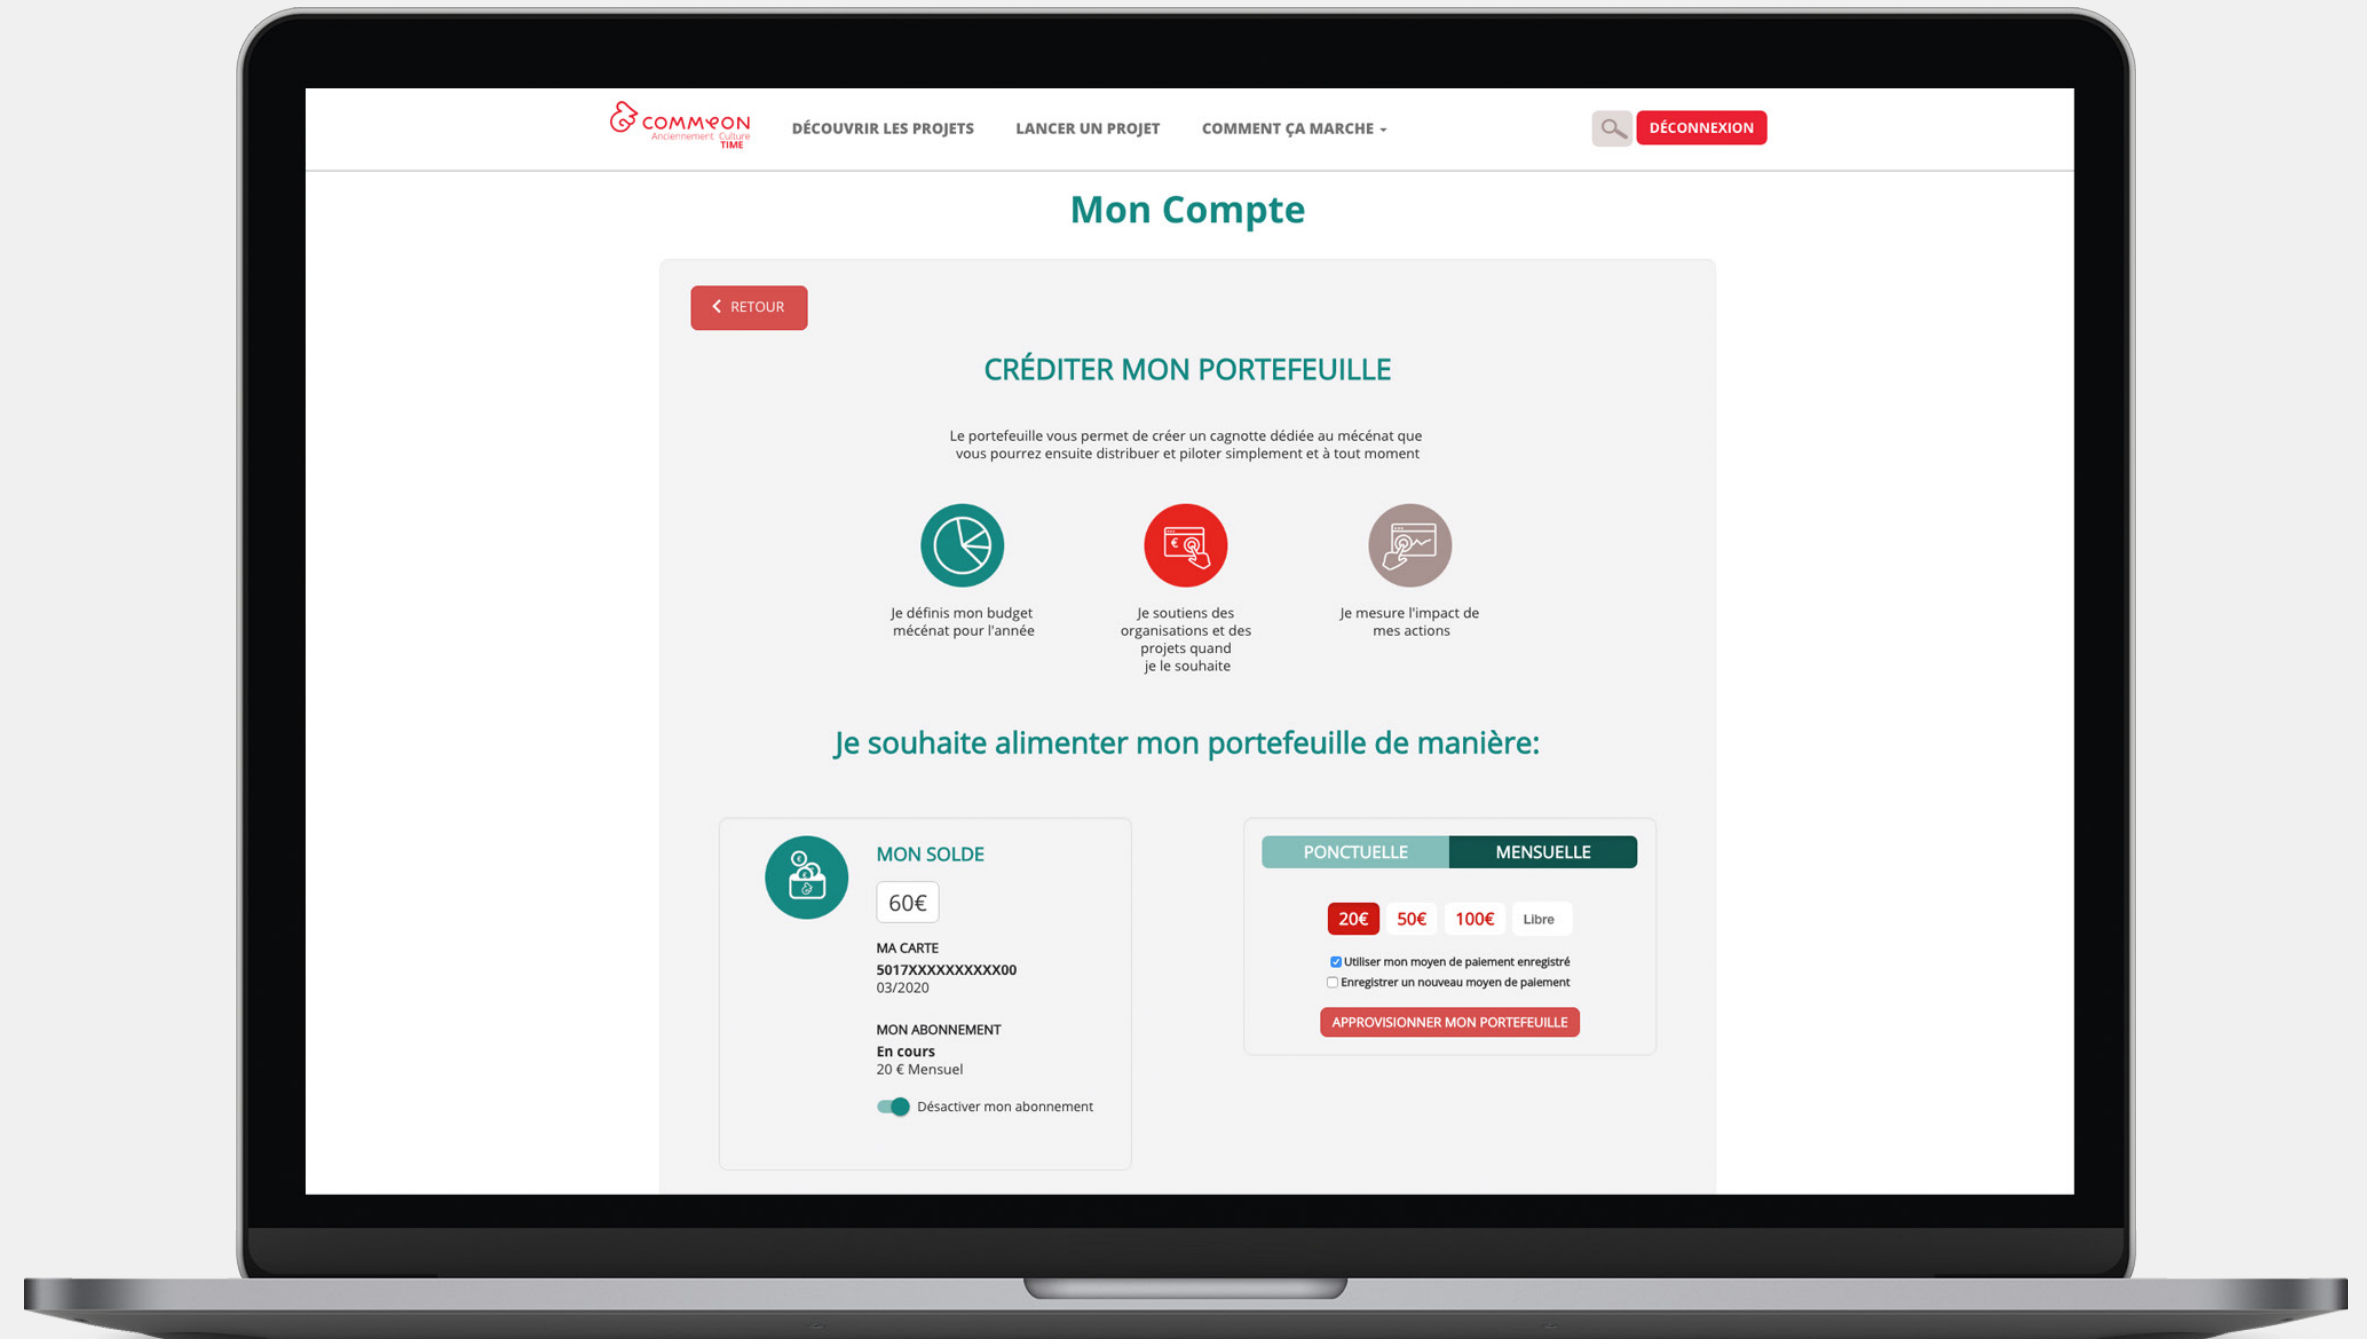 COMMEON
Anciennement Culture
TIME
DÉCOUVRIR LES PROJETS
LANCER UN PROJET
COMMENT ÇA MARCHE
DÉCONNEXION
Mon Compte
RETOUR
CRÉDITER MON PORTEFEUILLE
Le portefeuille vous permet de créer un cagnotte dédiée au mécénat que
vous pourrez ensuite distribuer et piloter simplement et à tout moment
€
Je définis mon budget
mécénat pour l'année
Je soutiens des
organisations et des
projets quand
je le souhaite
Je mesure l'impact de
mes actions
Je souhaite alimenter mon portefeuille de manière:
MON SOLDE
60€
MA CARTE
5017XXXXXXXXXX00
03/2020
MON ABONNEMENT
En cours
20 € Mensuel
Désactiver mon abonnement
PONCTUELLE
MENSUELLE
20€
50€
100€
Libre
Utiliser mon moyen de paiement enregistré
Enregistrer un nouveau moyen de paiement
APPROVISIONNER MON PORTEFEUILLE